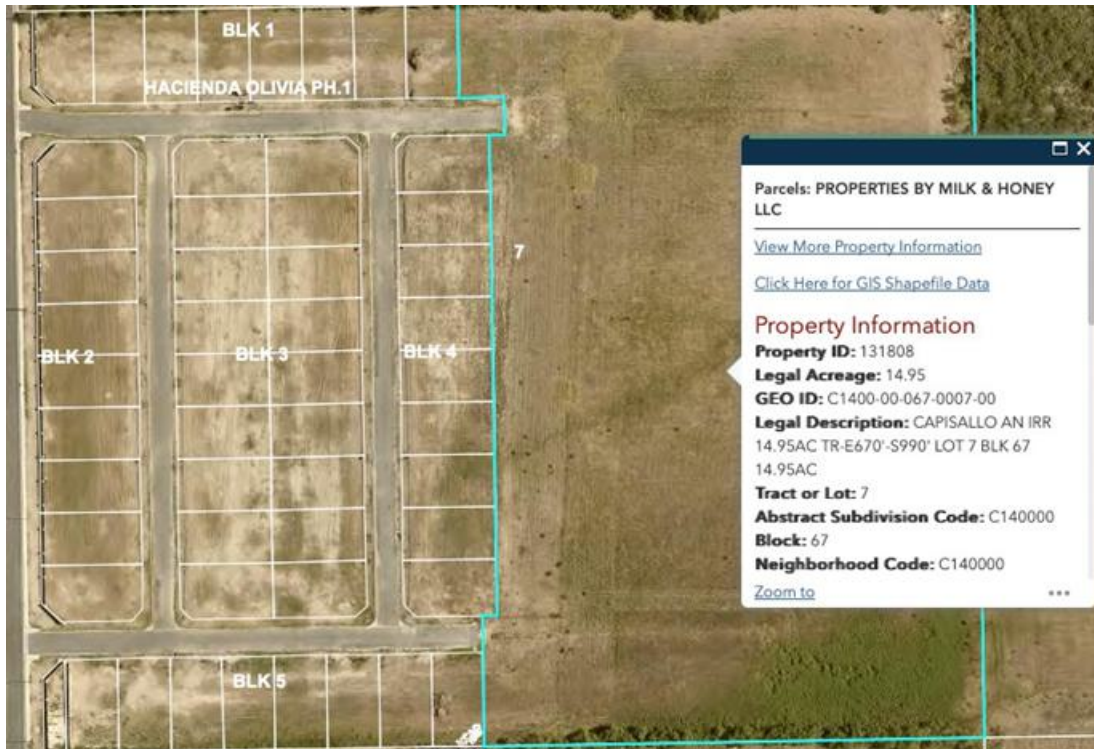 BLK 1
HACIENDA OLIVIA PH.1
7
BLK 2
BLK 3
BLK 4
BLK 5
Parcels: PROPERTIES BY MILK & HONEY
LLC
View More Property Information
Click Here for GIS Shapefile Data
Property Information
Property ID: 131808
Legal Acreage: 14.95
GEO ID: C1400-00-067-0007-00
Legal Description: CAPISALLO AN IRR
14.95AC TR-E670'-S990' LOT 7 BLK 67
14.95AC
Tract or Lot: 7
Abstract Subdivision Code: C140000
Block: 67
Neighborhood Code: C140000
Zoom to